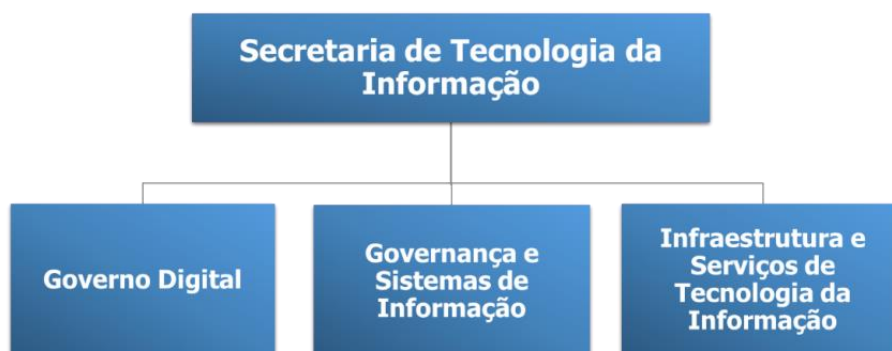 Secretaria de Tecnologia da
Informação
Governo Digital
Governança e
Sistemas de
Informação
Infraestrutura e
Serviços de
Tecnologia da
Informação